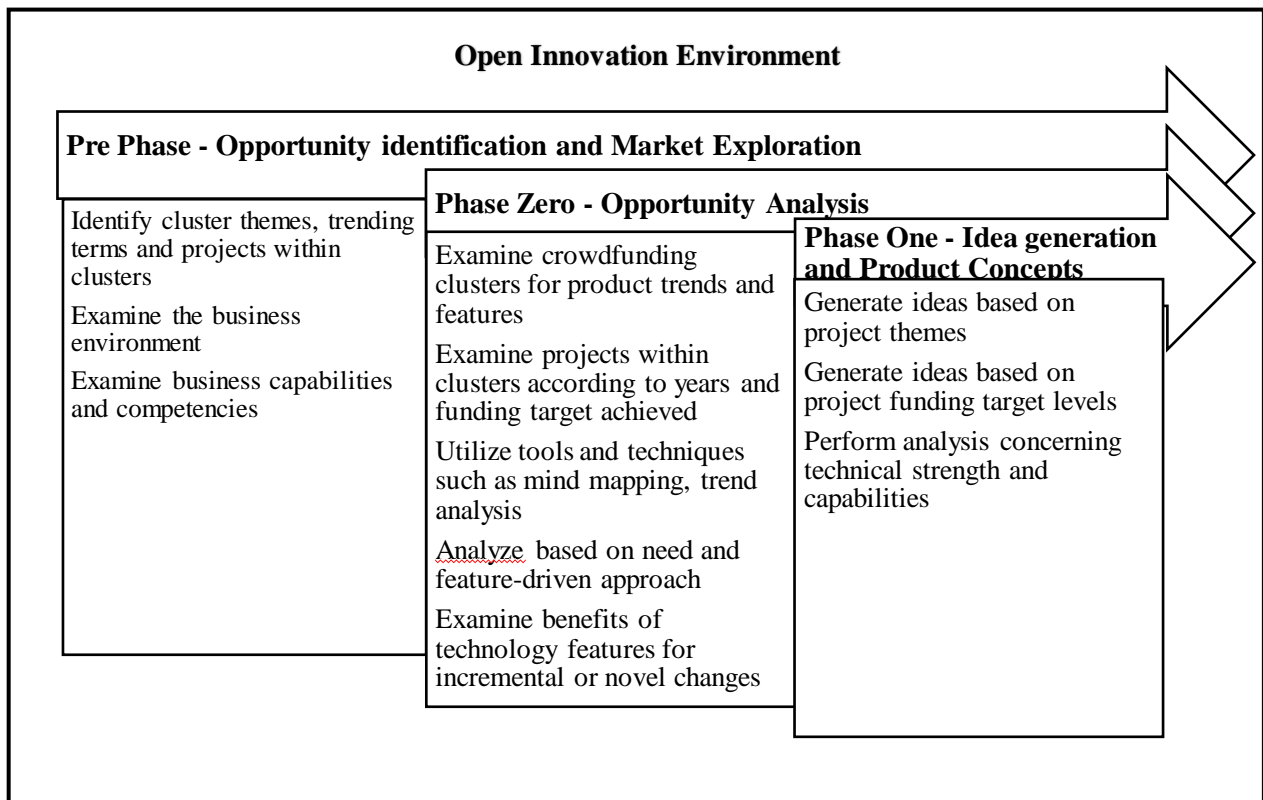 Open Innovation Environment
Pre Phase - Opportunity identification and Market Exploration
Identify cluster themes, trending
terms and projects within
clusters
Examine the business
environment
Examine business capabilities
and competencies
Phase Zero - Opportunity Analysis
Examine crowdfunding
clusters for product trends and
features
Examine projects within
clusters according to years and
funding target achieved
Utilize tools and techniques
such as mind mapping, trend
analysis
Analyze based on need and
feature-driven approach
Examine benefits of
technology features for
incremental or novel changes
Phase One - Idea generation
and Product Concepts
Generate ideas based on
project themes
Generate ideas based on
project funding target levels
Perform analysis concerning
technical strength and
capabilities